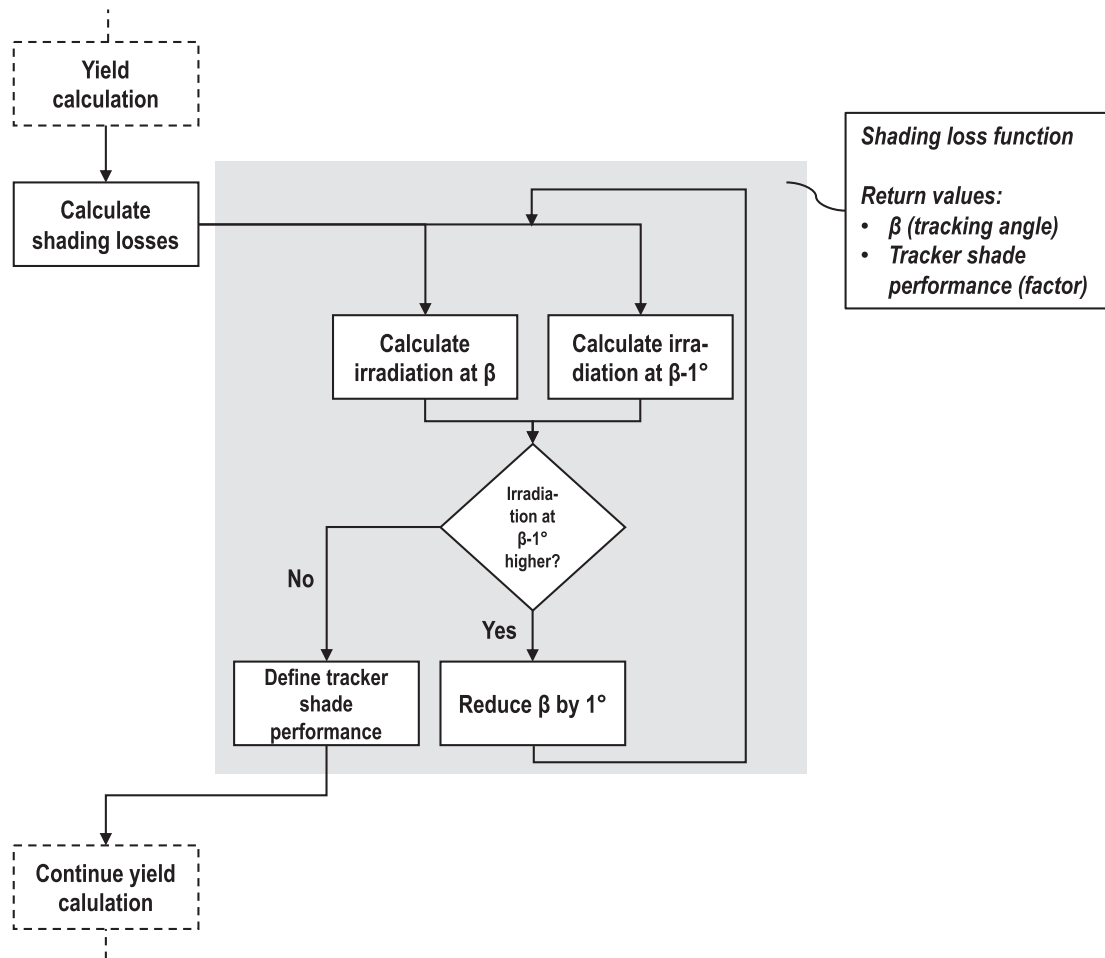 Yield
calculation
Calculate
shading losses
Shading loss function
Return values:
• β (tracking angle)
• Tracker shade
performance (factor)
Calculate
irradiation at β
Calculate irra-
diation at β-1°
Irradia-
tion at
β-1°
higher?
No
Yes
Define tracker
shade
performance
Reduce β by 1°
Continue yield
calulation